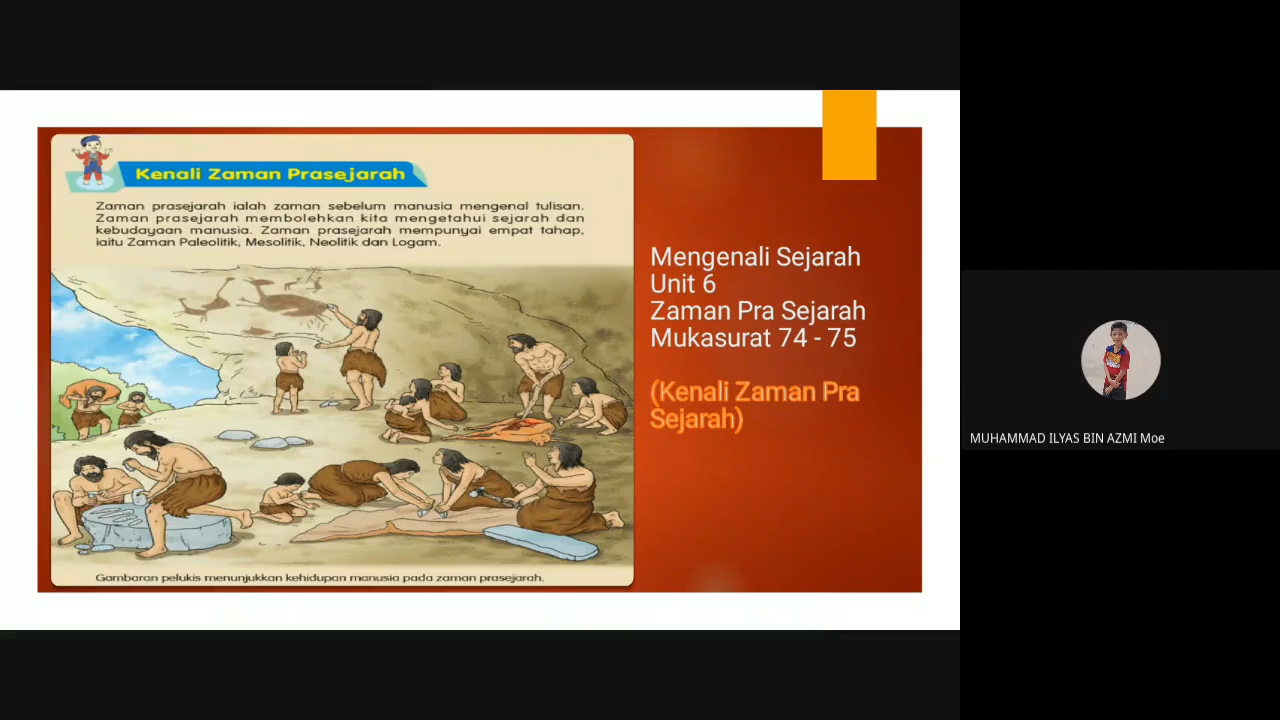 Kenali Zaman Prasejarah
Zaman prasejarah ialah zaman sebelum manusia mengenal tulisan.
Zaman prasejarah membolehkan kita mengetahui sejarah dan
kebudayaan manusia. Zaman prasejarah mempunyai empat tahap,
iaitu Zaman Paleolitik, Mesolitik, Neolitik dan Logam.
Gambaran pelukis menunjukkan kehidupan manusia pada zaman prasejarah.
Mengenali Sejarah
Unit 6
Zaman Pra Sejarah
Mukasurat 74 - 75
(Kenali Zaman Pra
Sejarah)
MUHAMMAD ILYAS BIN AZMI Moe